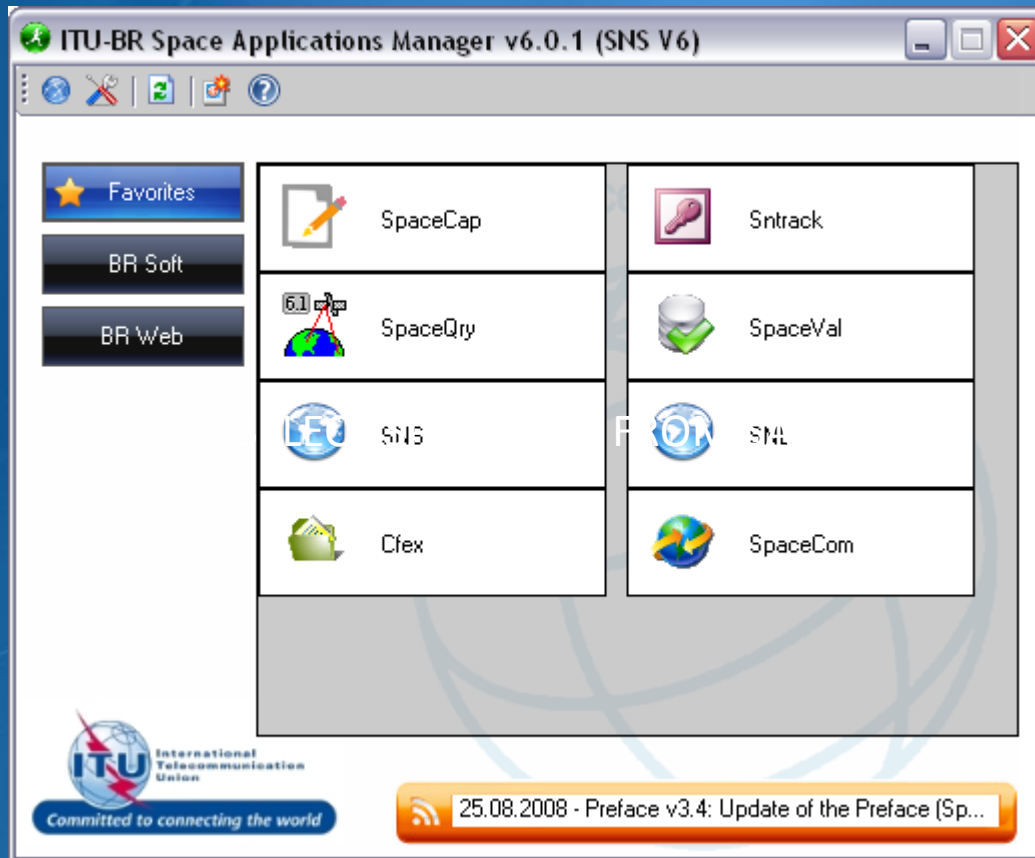 ITU-BR Space Applications Manager v6.0.1 (SNS V6)
Favorites
BR Soft
BR Web
SpaceCap
Sntrack
6.1
SpaceQry
SpaceVal
SNS
SNL
Cfex
SpaceCom
ITU
International
Telecommunication
Union
Committed to connecting the world
25.08.2008 - Preface v3.4: Update of the Preface (Sp...